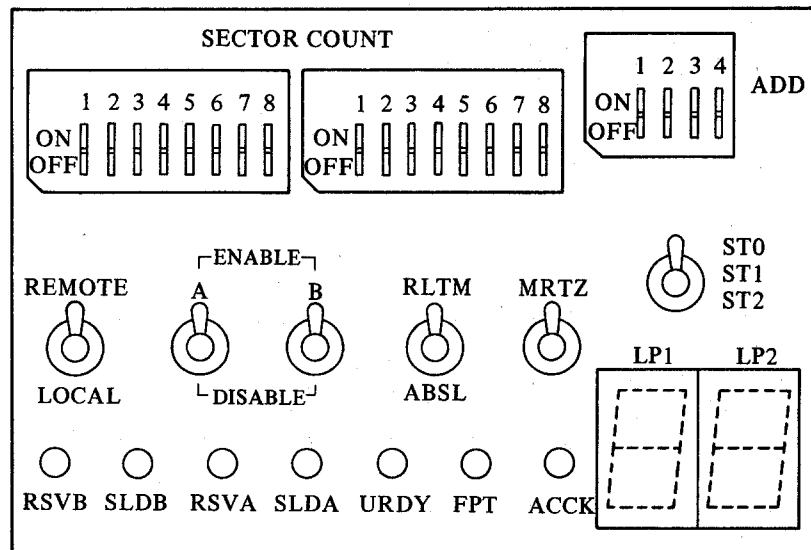 SECTOR COUNT
1 2 3 4 5 6 7 8
ON
OFF
1 2 3 4 5 6 7 8
ON
OFF
1 2 3 4
ON
OFF
ADD
REMOTE
LOCAL
ENABLE
A B
DISABLE
RLTM
ABSL
MRTZ
ST0
ST1
ST2
LP1 LP2
RSVB SLDB RSVA SLDA URDY FPT ACCK